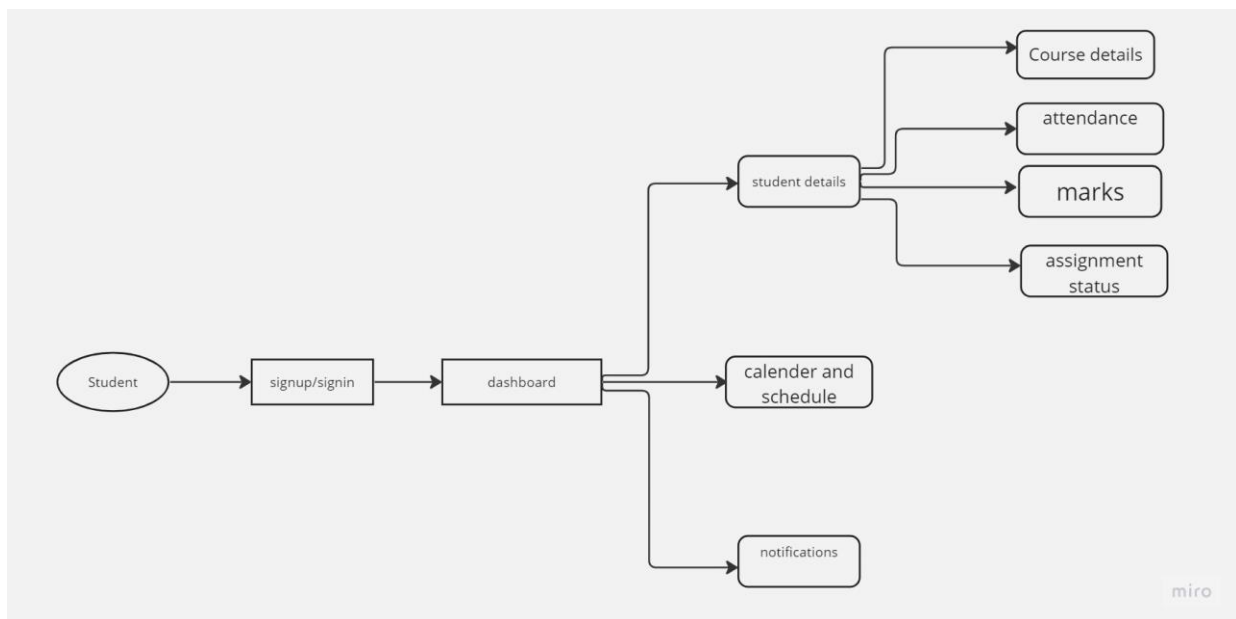 Course details
attendance
student details
marks
assignment
status
Student
signup/signin
dashboard
calender and
schedule
notifications
miro